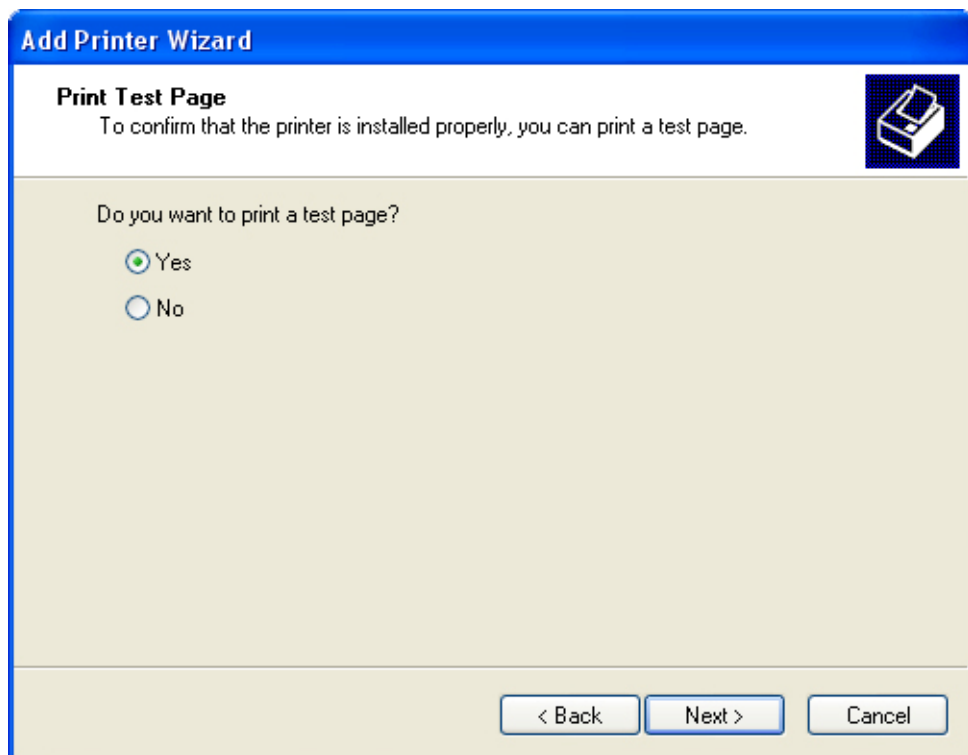 Add Printer Wizard
Print Test Page
To confirm that the printer is installed properly, you can print a test page.
Do you want to print a test page?
Yes
No
< Back Next > Cancel